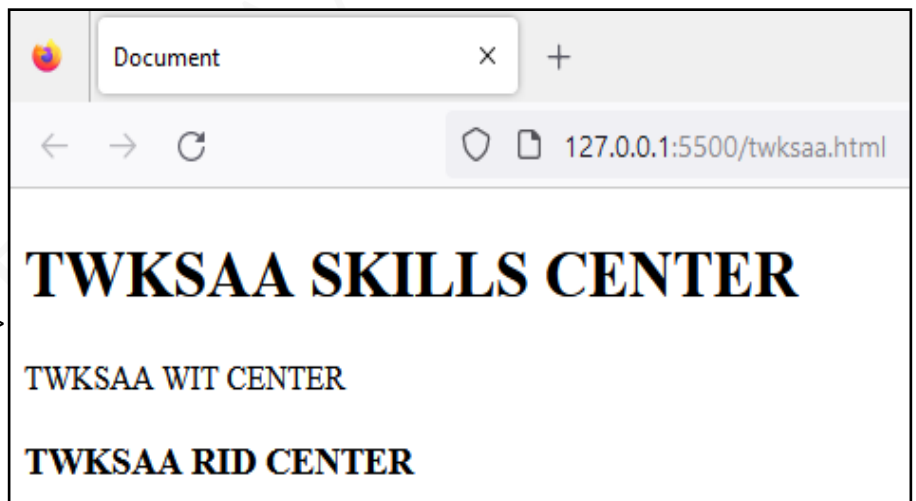 Document
127.0.0.1:5500/twksaa.html
TWKSAA SKILLS CENTER
>
TWKSAA WIT CENTER
TWKSAA RID CENTER